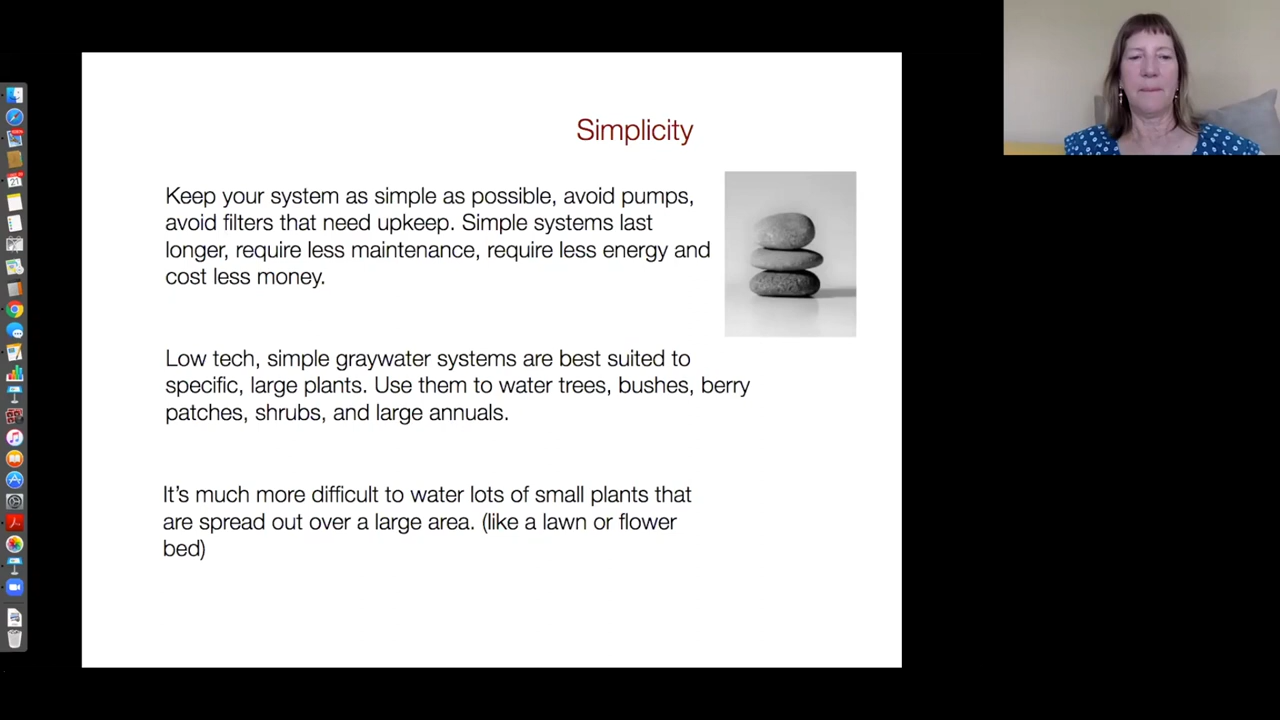 Simplicity
Keep your system as simple as possible, avoid pumps,
avoid filters that need upkeep. Simple systems last
longer, require less maintenance, require less energy and
cost less money.
Low tech, simple graywater systems are best suited to
specific, large plants. Use them to water trees, bushes, berry
patches, shrubs, and large annuals.
It's much more difficult to water lots of small plants that
are spread out over a large area. (like a lawn or flower
bed)
21